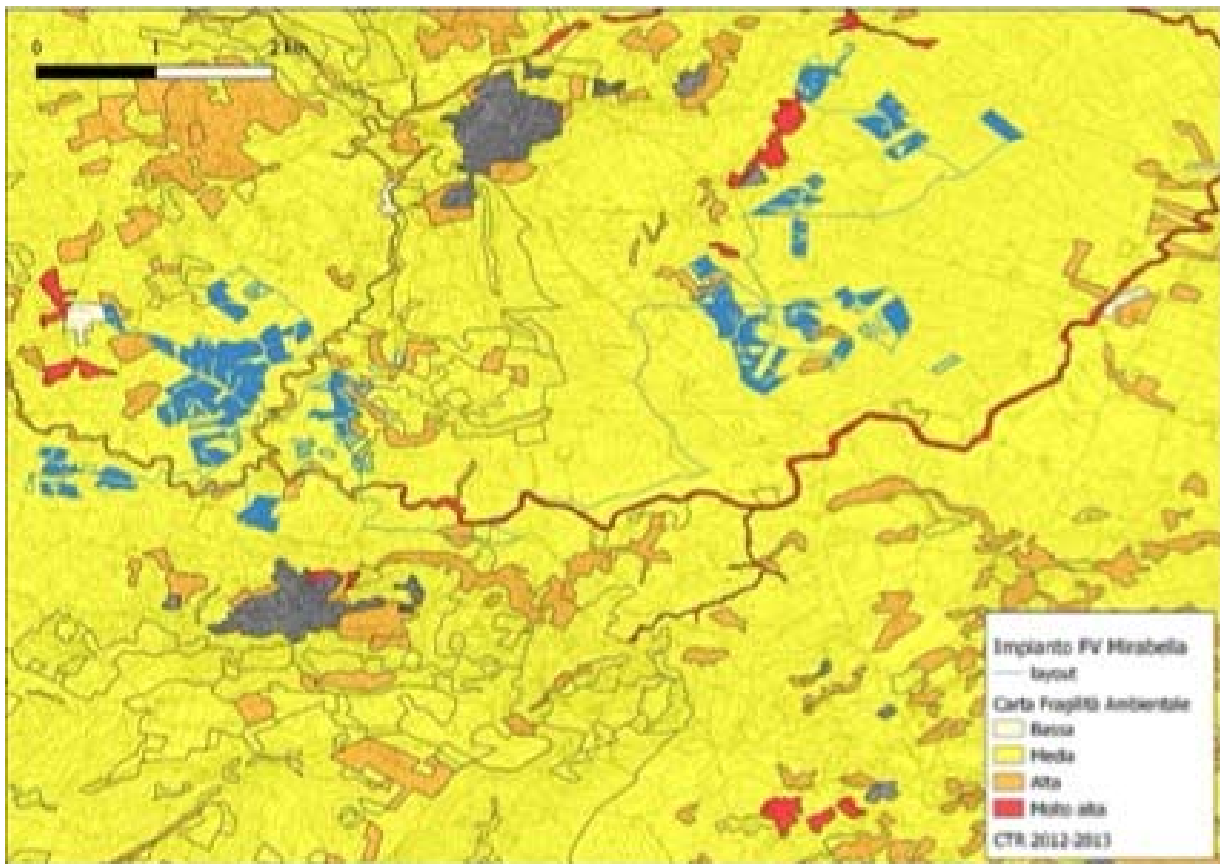 0 1 2 km
Impianto FV Mirabella
layout
Carta Fragilità Ambientale
Bassa
Media
Alta
Molto alta
CTR 2012-2013